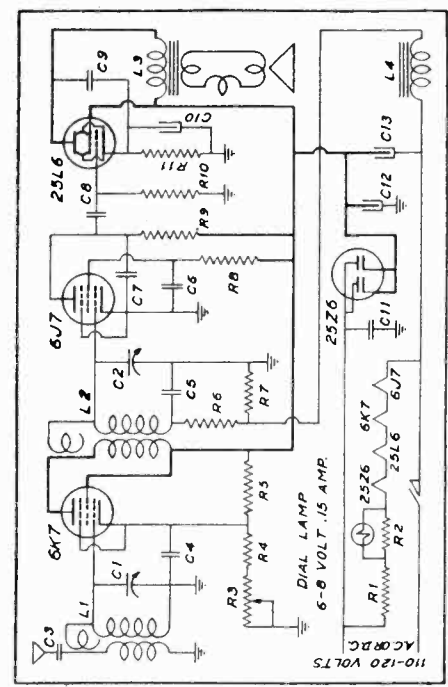 25L6
C9
L3
C10
R11
R10
C8
R9
6J7
C7
C6
R8
C2
L2
C5
R6
R7
6K7
L1
C3
C1
C4
R5
R4
R3
L4
C13
C12
25Z6
C11
DIAL LAMP
6-8 VOLT .15 AMP.
6J7
6K7
25L6
25Z6
R2
R1
110-120 VOLTS
A.C. OR D.C.